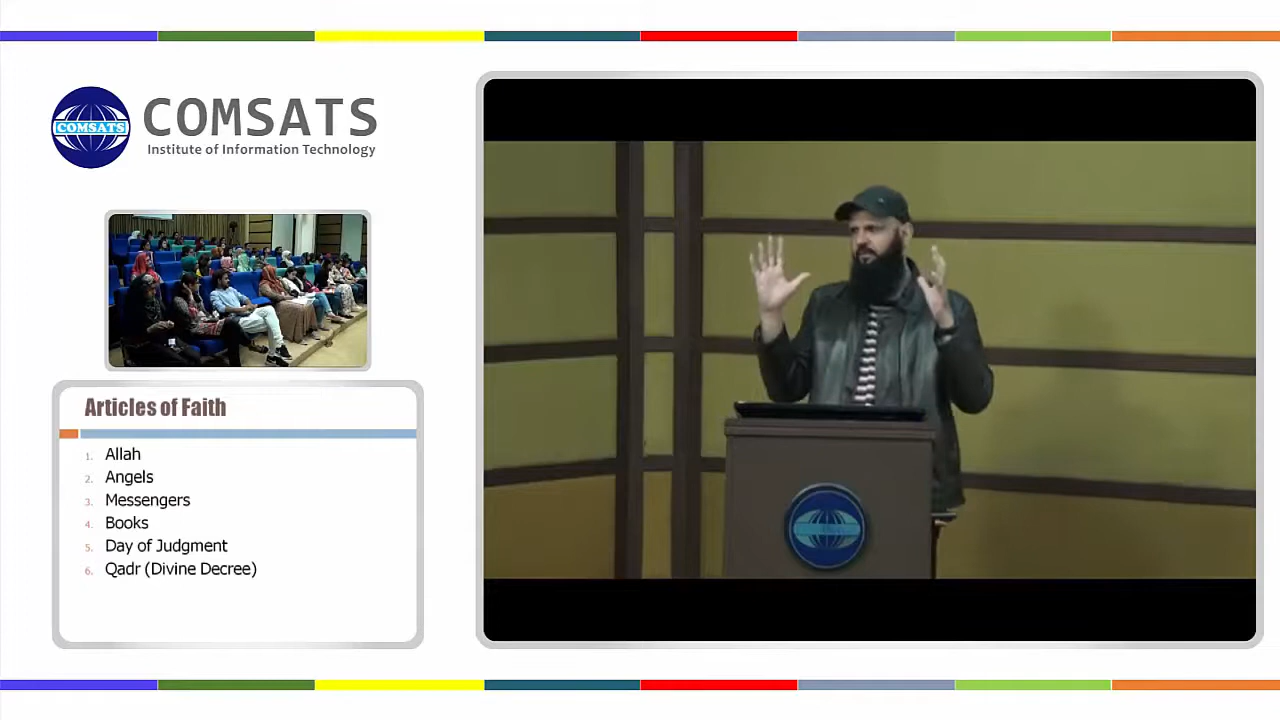 COMSATS
COMSATS
Institute of Information Technology
Articles of Faith
1. Allah
2. Angels
3. Messengers
4. Books
5. Day of Judgment
6. Qadr (Divine Decree)